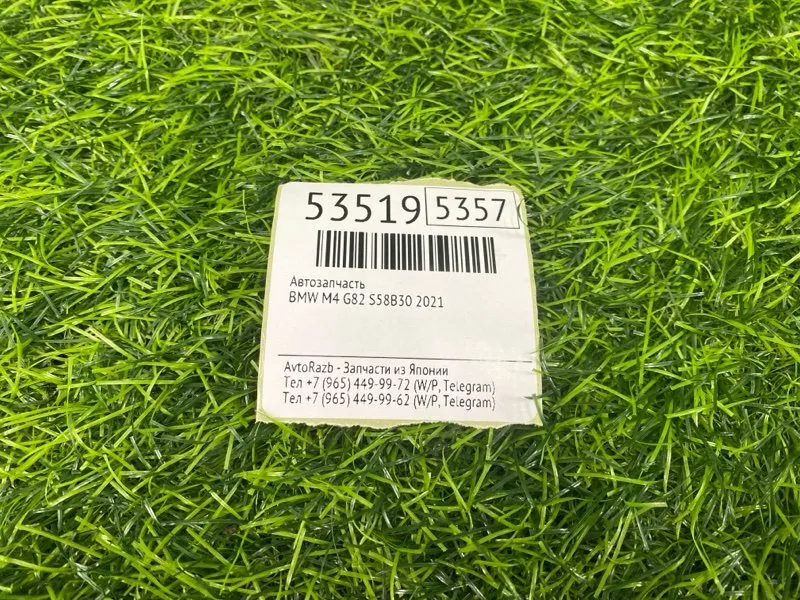 53519 5357
Автозапчасть
BMW M4 G82 S58B30 2021
AvtoRazb - Запчасти из Японии
Тел +7 (965) 449-99-72 (W/P, Telegram)
Тел +7 (965) 449-99-62 (W/P, Telegram)